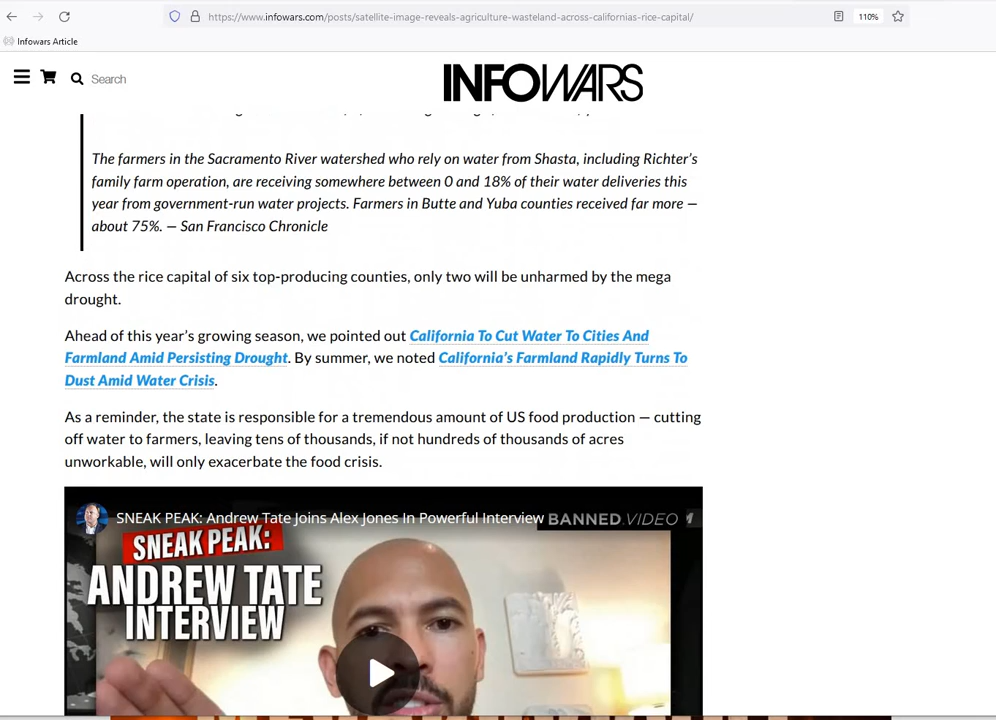 https://www.infowars.com/posts/satellite-image-reveals-agriculture-wasteland-across-californias-rice-capital/
110%
Infowars Article
Search
INFOWARS
The farmers in the Sacramento River watershed who rely on water from Shasta, including Richter's
family farm operation, are receiving somewhere between 0 and 18% of their water deliveries this
year from government-run water projects. Farmers in Butte and Yuba counties received far more —
about 75%. — San Francisco Chronicle
Across the rice capital of six top-producing counties, only two will be unharmed by the mega
drought.
Ahead of this year's growing season, we pointed out California To Cut Water To Cities And
Farmland Amid Persisting Drought. By summer, we noted California's Farmland Rapidly Turns To
Dust Amid Water Crisis.
As a reminder, the state is responsible for a tremendous amount of US food production — cutting
off water to farmers, leaving tens of thousands, if not hundreds of thousands of acres
unworkable, will only exacerbate the food crisis.
SNEAK PEAK: Andrew Tate Joins Alex Jones In Powerful Interview BANNED.VIDEO
SNEAK PEAK:
ANDREW TATE
INTERVIEW